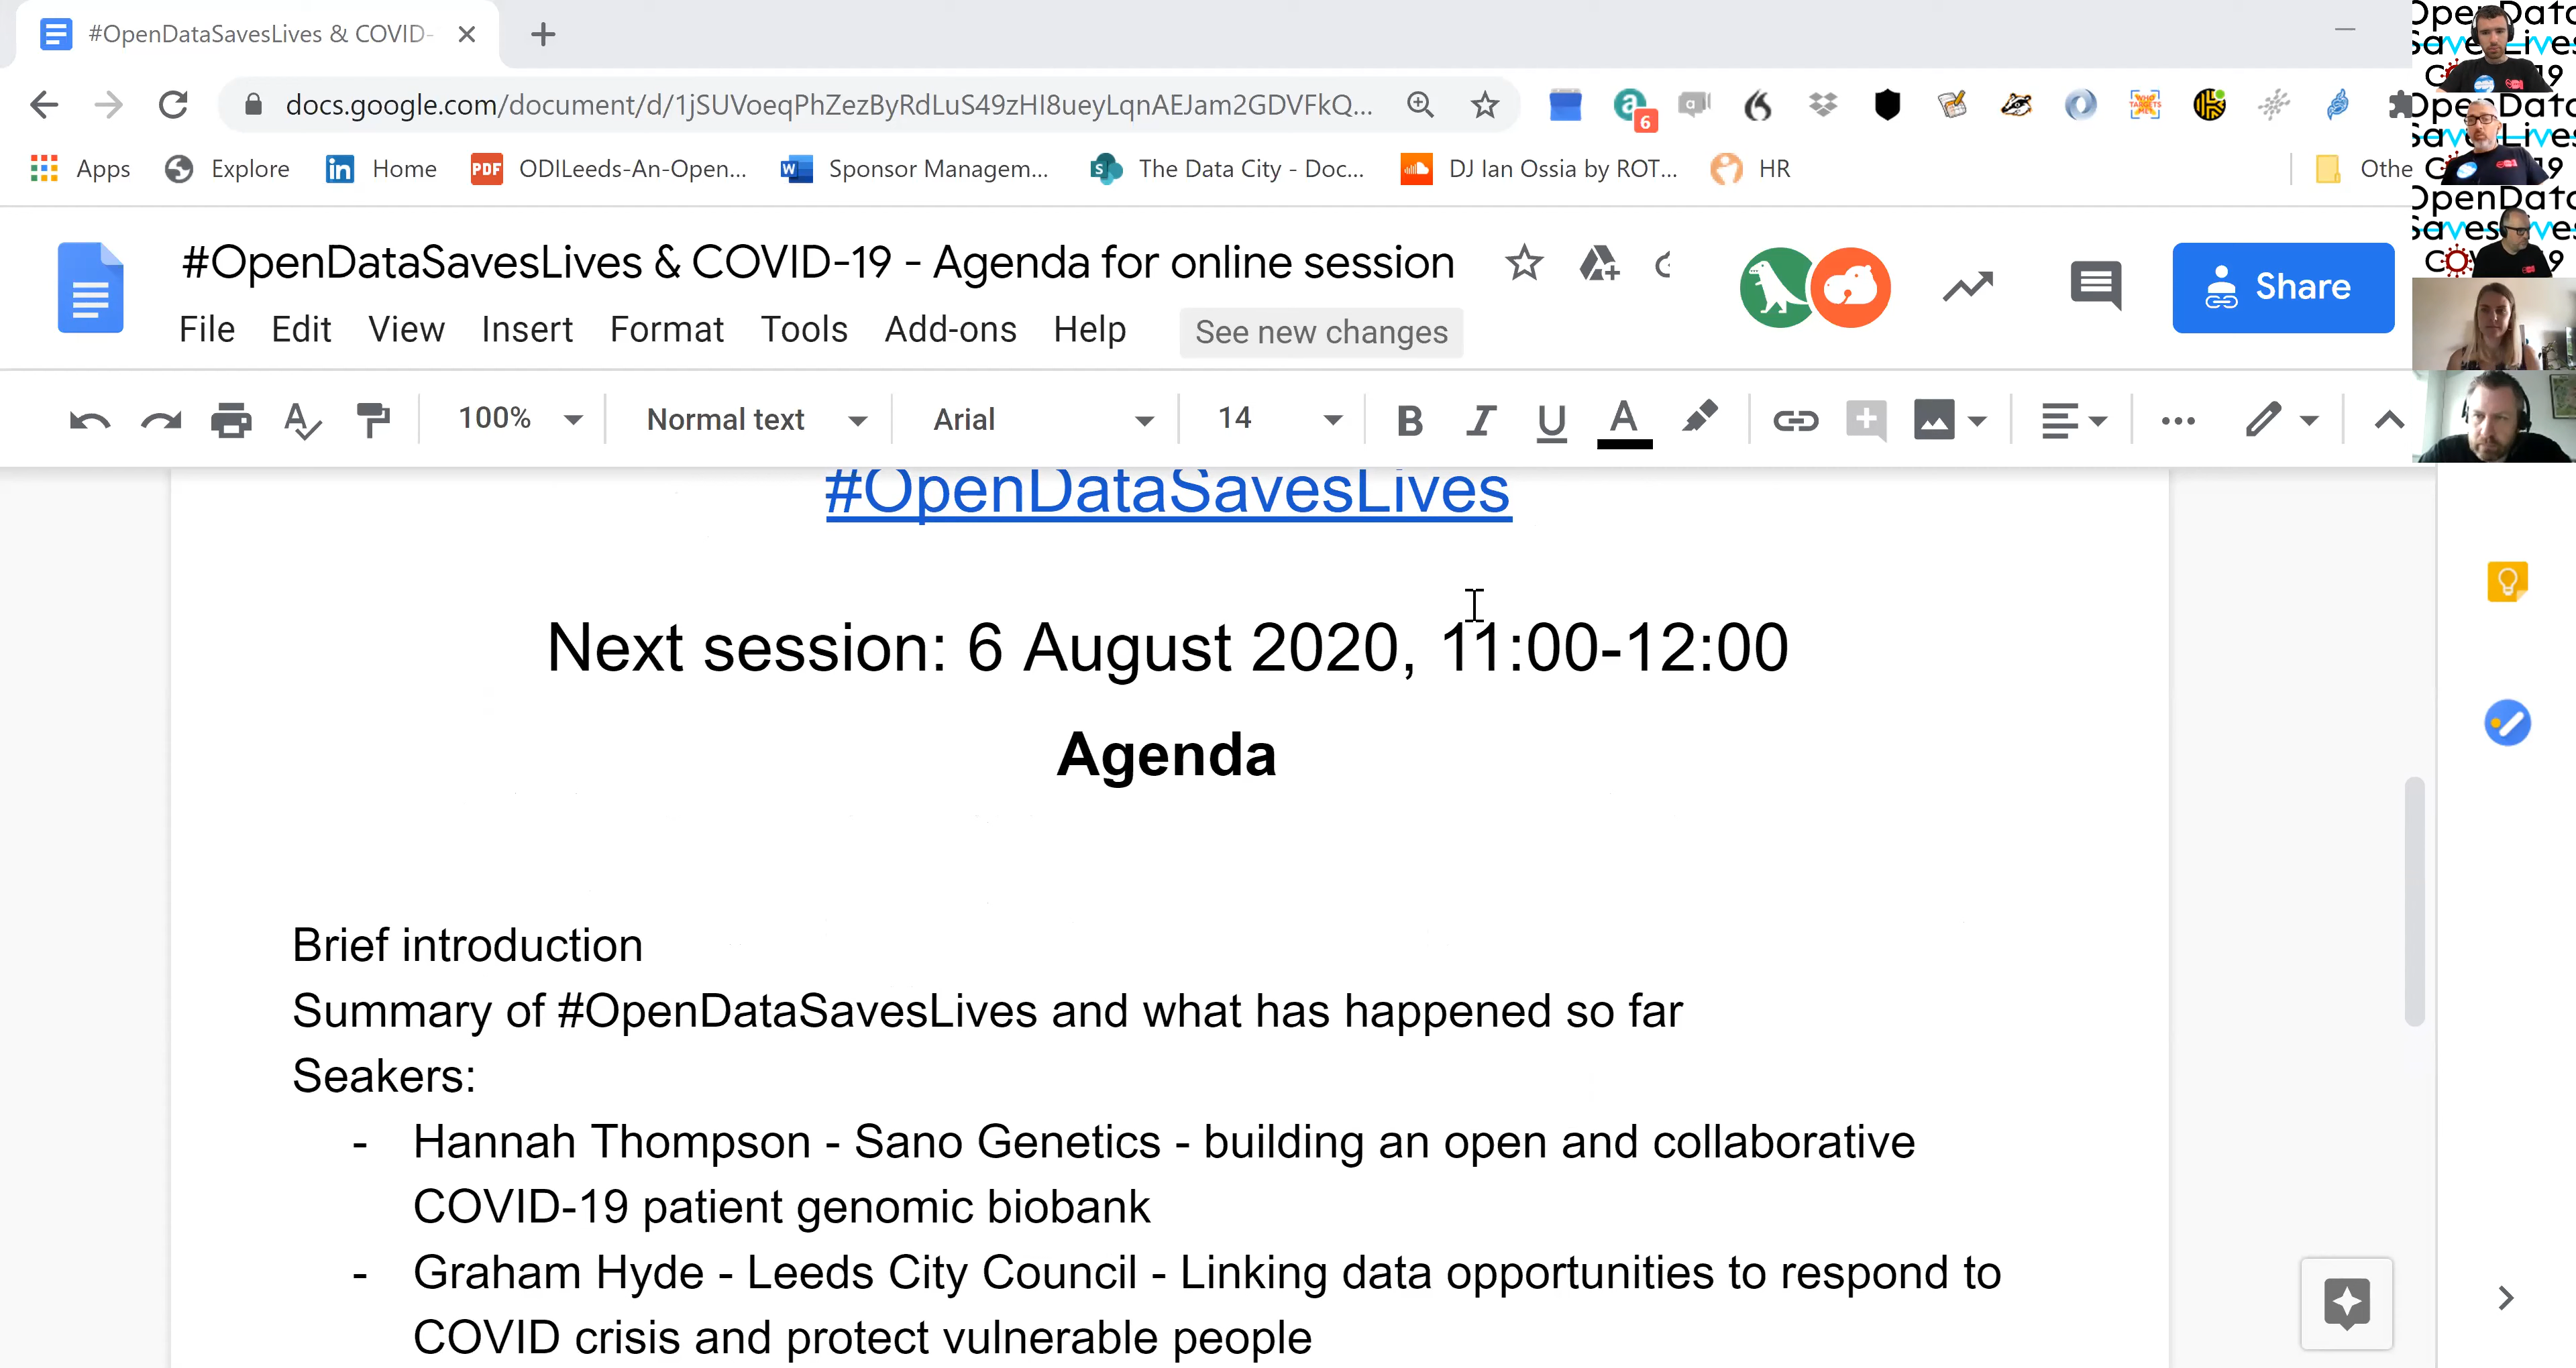 #OpenDataSavesLives & COVID-
docs.google.com/document/d/1jSUVoeqPhZezByRdLuS49zHI8ueyLqnAEJam2GDVFkQ...
6
Apps Explore Home ODILeeds-An-Open... Sponsor Managem... The Data City - Doc... DJ Ian Ossia by ROT... HR Othe
#OpenDataSavesLives & COVID-19 - Agenda for online session
File Edit View Insert Format Tools Add-ons Help See new changes
Share
100% Normal text Arial 14 B I U A
#OpenDataSavesLives
Next session: 6 August 2020, 11:00-12:00
Agenda
Brief introduction
Summary of #OpenDataSavesLives and what has happened so far
Seakers:
- Hannah Thompson - Sano Genetics - building an open and collaborative
COVID-19 patient genomic biobank
- Graham Hyde - Leeds City Council - Linking data opportunities to respond to
COVID crisis and protect vulnerable people